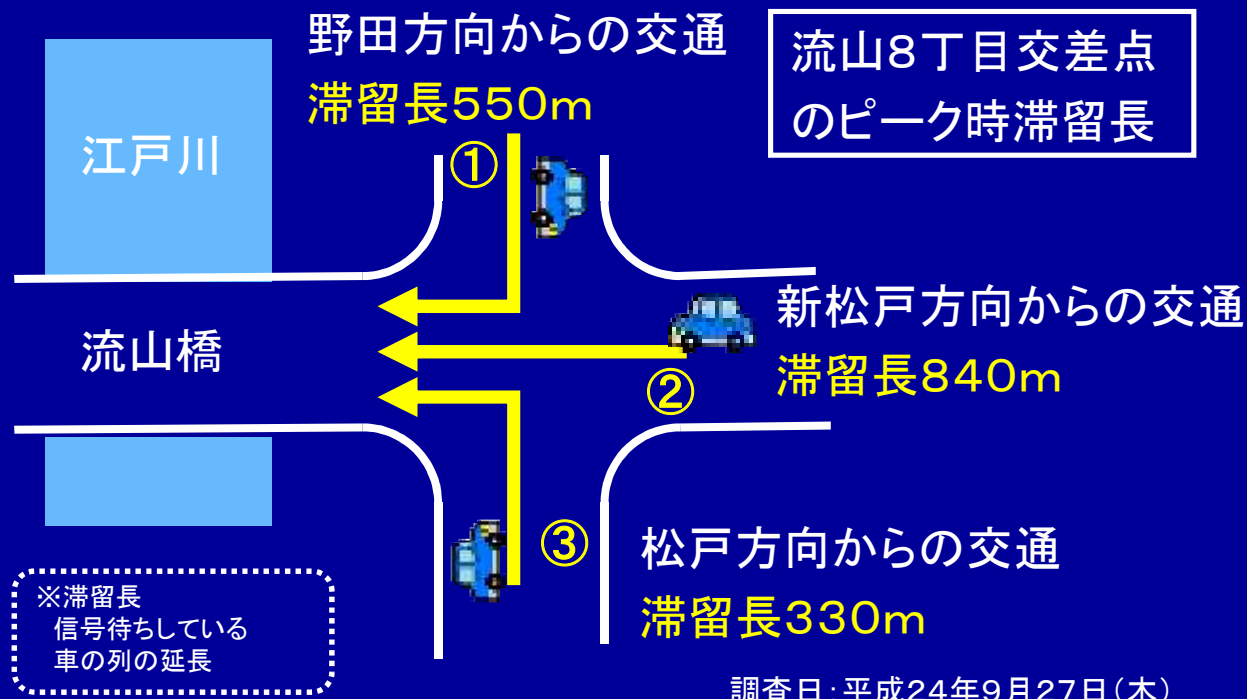 野田方向からの交通
滞留長550m
流山8丁目交差点
のピーク時滞留長
江戸川
①
流山橋
新松戸方向からの交通
滞留長840m
②
③
松戸方向からの交通
滞留長330m
※滞留長
信号待ちしている
車の列の延長
調査日:平成24年9月27日(木)